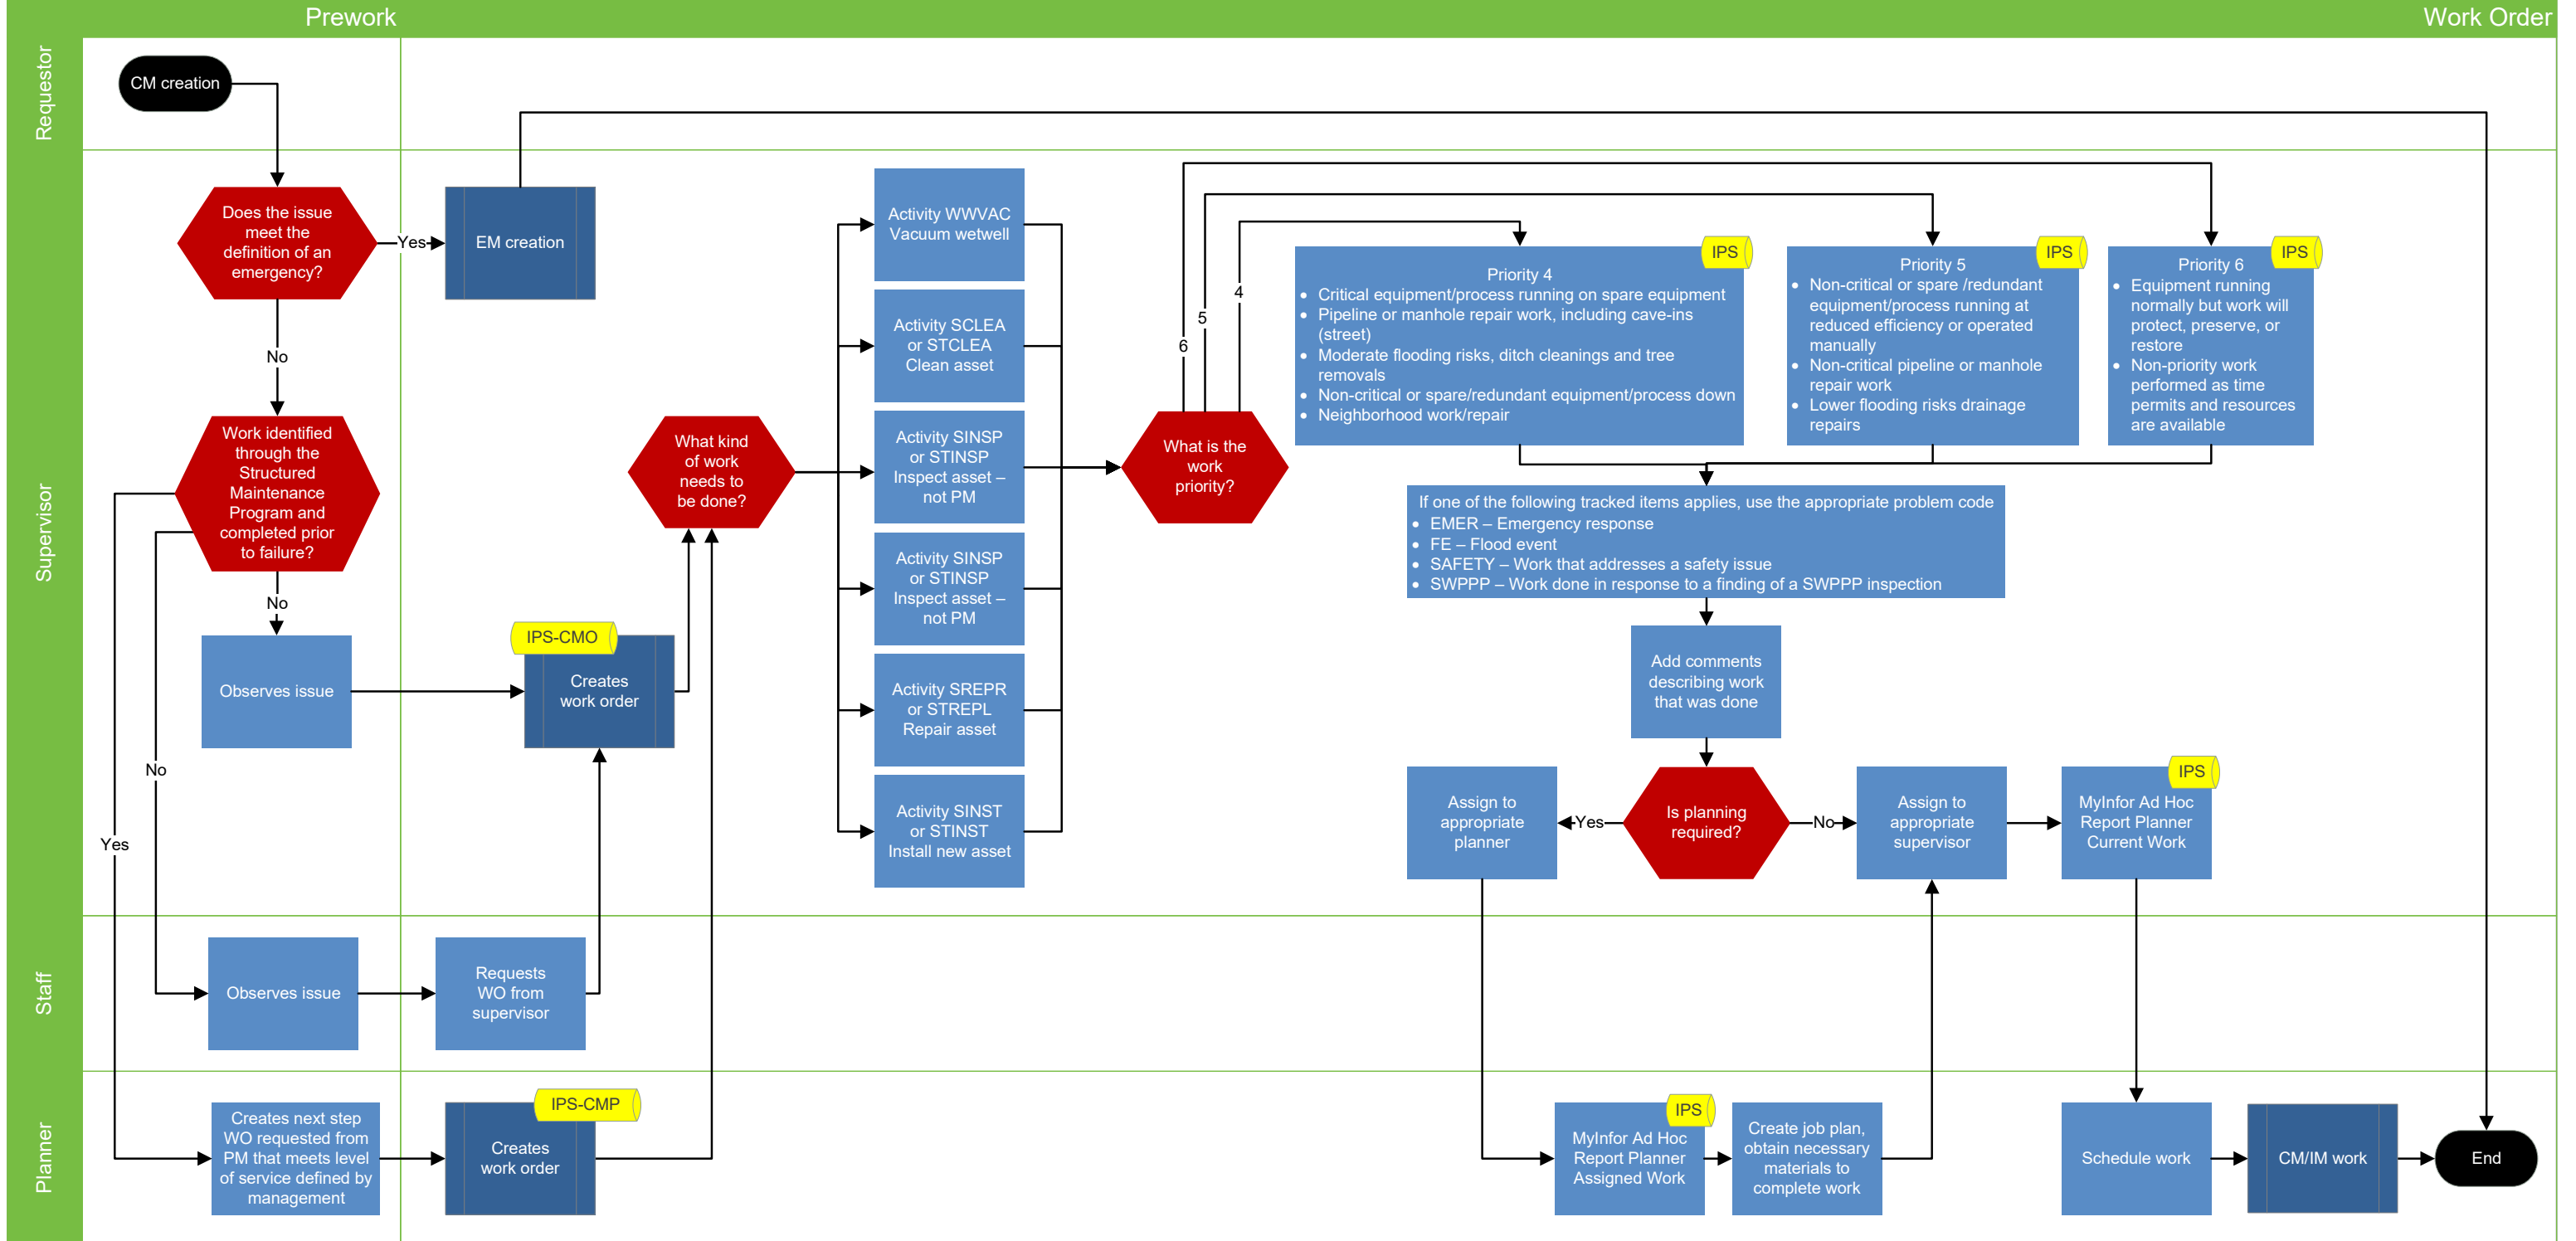 Prework
Work Order
Requestor
CM creation
Supervisor
Does the issue
meet the
definition of an
emergency?
Yes
EM creation
No
Work identified
through the
Structured
Maintenance
Program and
completed prior
to failure?
No
No
Yes
Observes issue
IPS-CMO
Creates
work order
What kind
of work
needs to
be done?
Activity WWVAC
Vacuum wetwell
Activity SCLEA
or STCLEA
Clean asset
Activity SINSP
or STINSP
Inspect asset –
not PM
Activity SINSP
or STINSP
Inspect asset –
not PM
Activity SREPR
or STREPL
Repair asset
Activity SINST
or STINST
Install new asset
What is the
work
priority?
6
5
4
IPS
Priority 4
• Critical equipment/process running on spare equipment
• Pipeline or manhole repair work, including cave-ins
(street)
• Moderate flooding risks, ditch cleanings and tree
removals
• Non-critical or spare/redundant equipment/process down
• Neighborhood work/repair
IPS
Priority 5
• Non-critical or spare /redundant
equipment/process running at
reduced efficiency or operated
manually
• Non-critical pipeline or manhole
repair work
• Lower flooding risks drainage
repairs
IPS
Priority 6
• Equipment running
normally but work will
protect, preserve, or
restore
• Non-priority work
performed as time
permits and resources
are available
If one of the following tracked items applies, use the appropriate problem code
• EMER – Emergency response
• FE – Flood event
• SAFETY – Work that addresses a safety issue
• SWPPP – Work done in response to a finding of a SWPPP inspection
Add comments
describing work
that was done
Is planning
required?
Yes
Assign to
appropriate
planner
No
Assign to
appropriate
supervisor
IPS
MyInfor Ad Hoc
Report Planner
Current Work
Staff
Observes issue
Requests
WO from
supervisor
Planner
Creates next step
WO requested from
PM that meets level
of service defined by
management
IPS-CMP
Creates
work order
IPS
MyInfor Ad Hoc
Report Planner
Assigned Work
Create job plan,
obtain necessary
materials to
complete work
Schedule work
CM/IM work
End